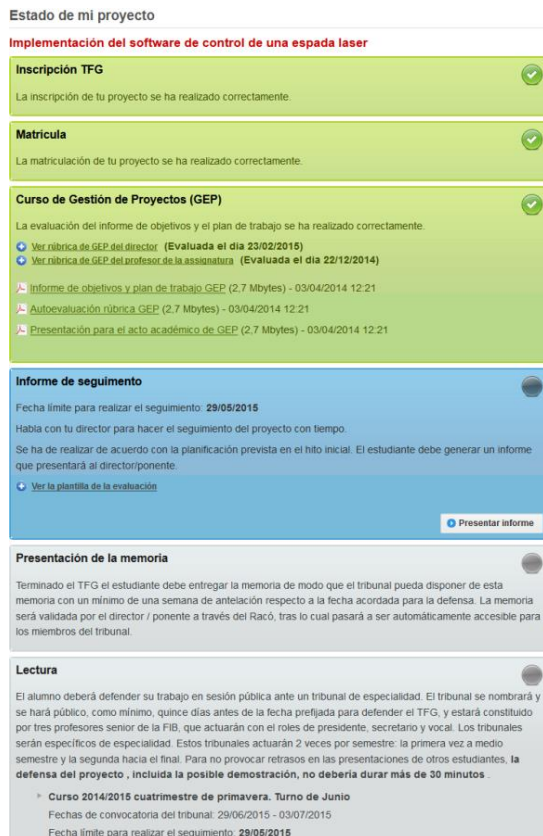 Estado de mi proyecto
Implementación del software de control de una espada laser
Inscripción TFG
La inscripción de tu proyecto se ha realizado correctamente.
Matricula
La matriculación de tu proyecto se ha realizado correctamente.
Curso de Gestión de Proyectos (GEP)
La evaluación del informe de objetivos y el plan de trabajo se ha realizado correctamente.
Ver rúbrica de GEP del director (Evaluada el día 23/02/2015)
Ver rúbrica de GEP del profesor de la assignatura (Evaluada el día 22/12/2014)
Informe de objetivos y plan de trabajo GEP (2,7 Mbytes) - 03/04/2014 12:21
Autoevaluación rúbrica GEP (2,7 Mbytes) - 03/04/2014 12:21
Presentación para el acto académico de GEP (2,7 Mbytes) - 03/04/2014 12:21
Informe de seguimento
Fecha límite para realizar el seguimiento: 29/05/2015
Habla con tu director para hacer el seguimiento del proyecto con tiempo.
Se ha de realizar de acuerdo con la planificación prevista en el hito inicial. El estudiante debe generar un informe
que presentará al director/ponente.
Ver la plantilla de la evaluación
Presentar informe
Presentación de la memoria
Terminado el TFG el estudiante debe entregar la memoria de modo que el tribunal pueda disponer de esta
memoria con un mínimo de una semana de antelación respecto a la fecha acordada para la defensa. La memoria
será validada por el director / ponente a través del Racó, tras lo cual pasará a ser automáticamente accesible para
los miembros del tribunal.
Lectura
El alumno deberá defender su trabajo en sesión pública ante un tribunal de especialidad. El tribunal se nombrará y
se hará público, como mínimo, quince días antes de la fecha prefijada para defender el TFG, y estará constituido
por tres profesores senior de la FIB, que actuarán con el roles de presidente, secretario y vocal. Los tribunales
serán específicos de especialidad. Estos tribunales actuarán 2 veces por semestre: la primera vez a medio
semestre y la segunda hacia el final. Para no provocar retrasos en las presentaciones de otros estudiantes, la
defensa del proyecto , incluida la posible demostración, no debería durar más de 30 minutos .
Curso 2014/2015 cuatrimestre de primavera. Turno de Junio
Fechas de convocatoria del tribunal: 29/06/2015 - 03/07/2015
Fecha límite para realizar el seguimiento: 29/05/2015